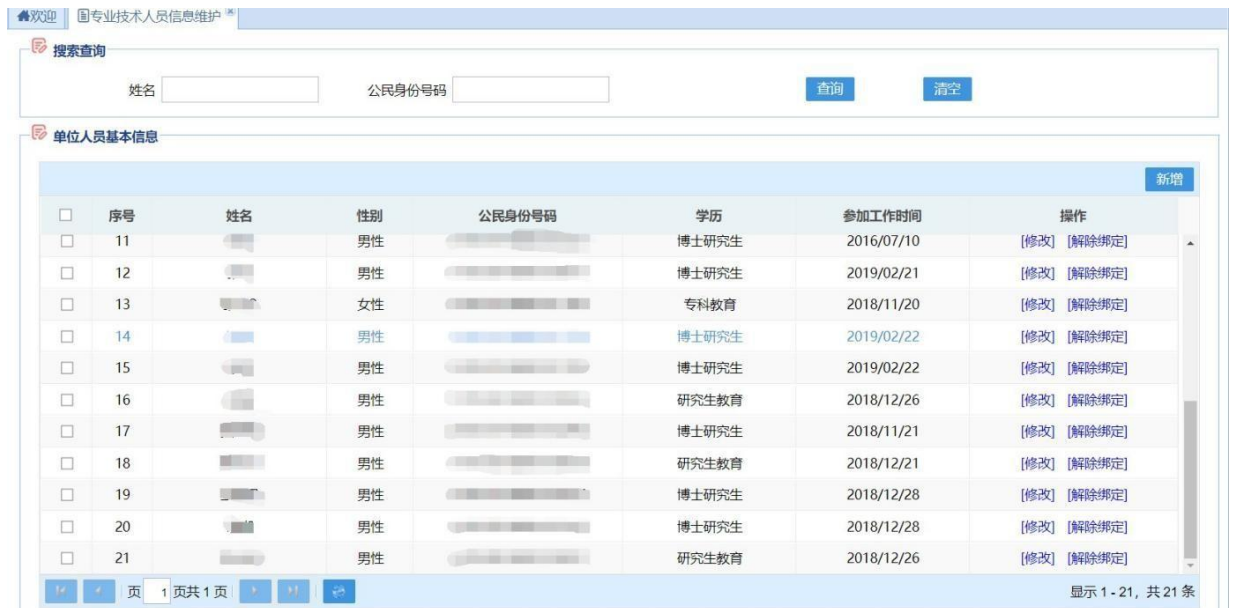 欢迎 专业技术人员信息维护
搜索查询
姓名 公民身份号码 查询 清空
单位人员基本信息
新增
序号 姓名 性别 公民身份号码 学历 参加工作时间 操作
11 男性 博士研究生 2016/07/10 [修改] [解除绑定]
12 男性 博士研究生 2019/02/21 [修改] [解除绑定]
13 女性 专科教育 2018/11/20 [修改] [解除绑定]
14 男性 博士研究生 2019/02/22 [修改] [解除绑定]
15 男性 博士研究生 2019/02/22 [修改] [解除绑定]
16 男性 研究生教育 2018/12/26 [修改] [解除绑定]
17 男性 博士研究生 2018/11/21 [修改] [解除绑定]
18 男性 研究生教育 2018/12/21 [修改] [解除绑定]
19 男性 博士研究生 2018/12/28 [修改] [解除绑定]
20 男性 博士研究生 2018/12/28 [修改] [解除绑定]
21 男性 研究生教育 2018/12/26 [修改] [解除绑定]
页 1 页共 1 页 显示 1 - 21, 共 21 条